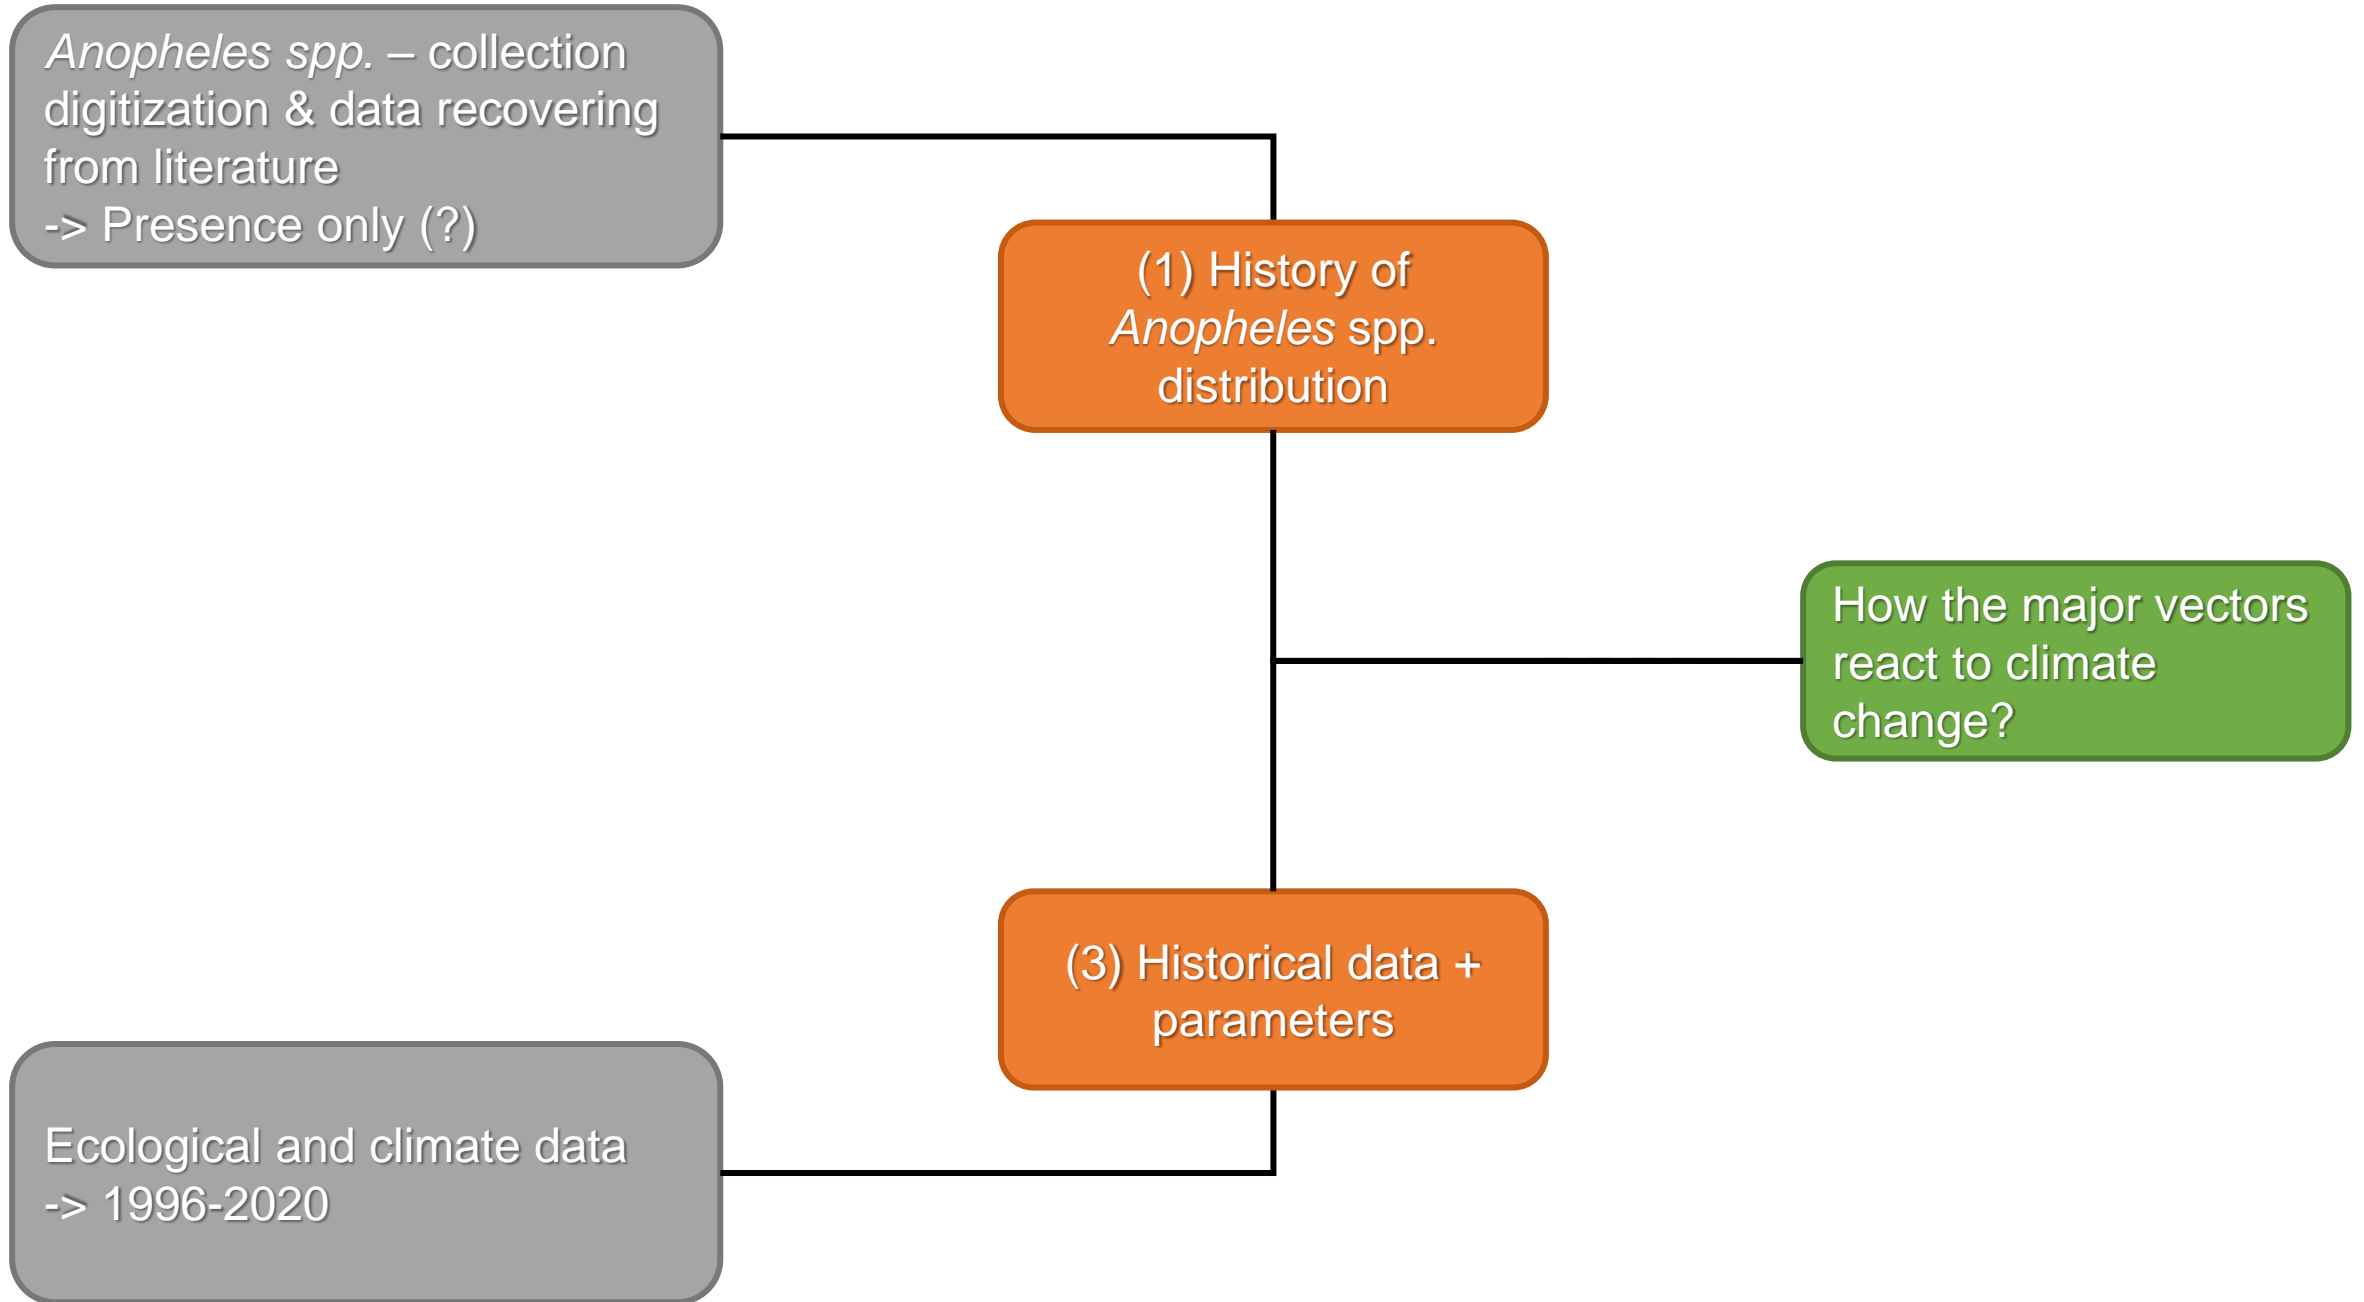 Anopheles spp. – collection
digitization & data recovering
from literature
-> Presence only (?)
(1) History of
Anopheles spp.
distribution
How the major vectors
react to climate
change?
(3) Historical data +
parameters
Ecological and climate data
-> 1996-2020